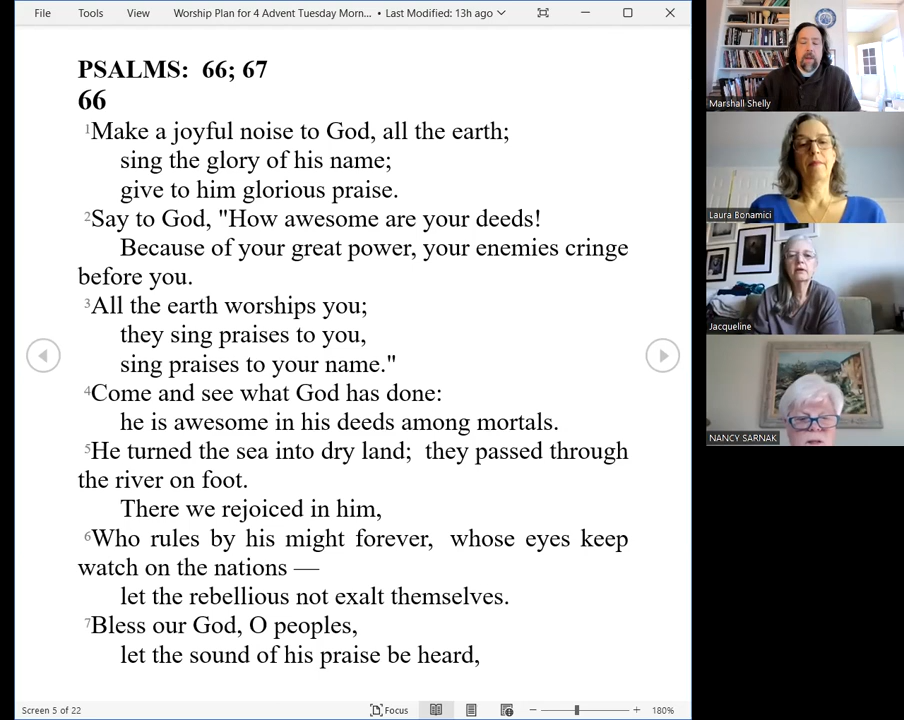 File Tools View Worship Plan for 4 Advent Tuesday Morn... • Last Modified: 13h ago
PSALMS: 66; 67
66
1Make a joyful noise to God, all the earth;
sing the glory of his name;
give to him glorious praise.
2Say to God, "How awesome are your deeds!
Because of your great power, your enemies cringe
before you.
3All the earth worships you;
they sing praises to you,
sing praises to your name."
4Come and see what God has done:
he is awesome in his deeds among mortals.
5He turned the sea into dry land; they passed through
the river on foot.
There we rejoiced in him,
6Who rules by his might forever, whose eyes keep
watch on the nations —
let the rebellious not exalt themselves.
7Bless our God, O peoples,
let the sound of his praise be heard,
Screen 5 of 22 Focus 180%
Marshall Shelly
Laura Bonamici
Jacqueline
NANCY SARNAK